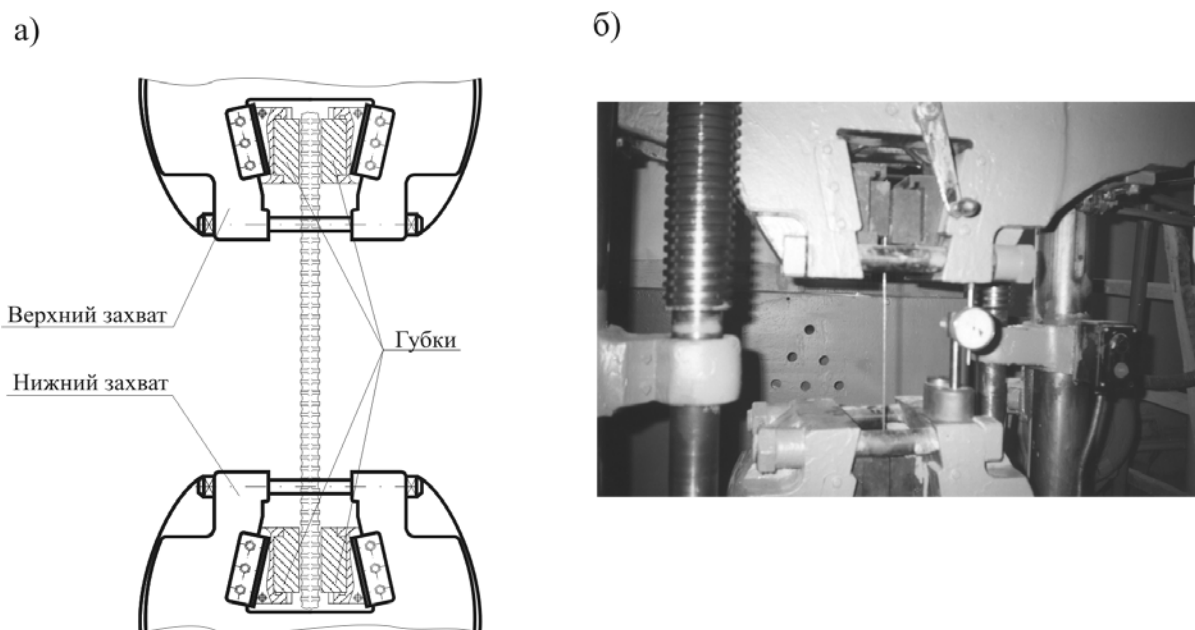 а)
б)
Верхний захват
Губки
Нижний захват